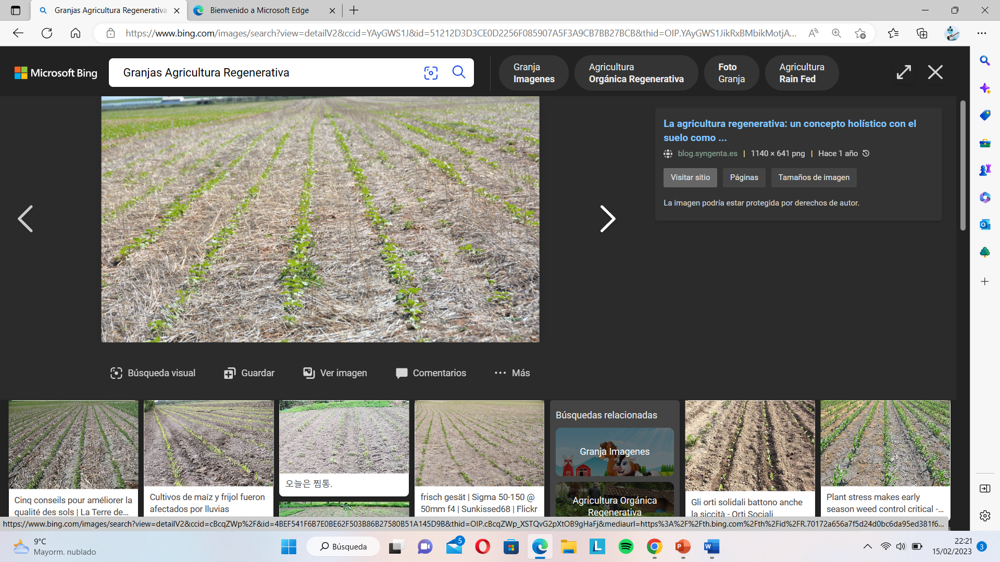 Granjas Agricultura Regenerativa
Bienvenido a Microsoft Edge
https://www.bing.com/images/search?view=detailV2&ccid=YAyGWS1J&id=51212D3D3CE0D2256F085907A5F3A9CB7BB27BCB&thid=OIP.YAyGWS1JikRxBMbikMotjA...
Microsoft Bing
Granjas Agricultura Regenerativa
Granja
Imagenes
Agricultura
Orgánica Regenerativa
Foto
Granja
Agricultura
Rain Fed
La agricultura regenerativa: un concepto holístico con el
suelo como ...
blog.syngenta.es | 1140 × 641 png | Hace 1 año
Visitar sitio
Páginas
Tamaños de imagen
La imagen podría estar protegida por derechos de autor.
Búsqueda visual
Guardar
Ver imagen
Comentarios
Más
Cinq conseils pour améliorer la
qualité des sols | La Terre de...
Cultivos de maíz y frijol fueron
afectados por lluvias
오늘은 찜통.
frisch gesät | Sigma 50-150 @
50mm f4 | Sunkissed68 | Flickr
Búsquedas relacionadas
Granja Imagenes
Agricultura Orgánica
Regenerativa
Gli orti solidali battono anche
la siccità - Orti Sociali
Plant stress makes early
season weed control critical -...
https://www.bing.com/images/search?view=detailV2&ccid=cBcqZWp%2F&id=4BEF541F6B7E0BE62F503B86B27580B51A145D9B&thid=OIP.cBcqZWp_XSTQvG2pXtOB9gHaFj&mediaurl=https%3A%2F%2Fth.bing.com%2Fth%2Fid%2FR.70172a656a7f5d24d0bc6da95ed381f6...
9°C
Mayorm. nublado
Búsqueda
5
22:21
15/02/2023
3